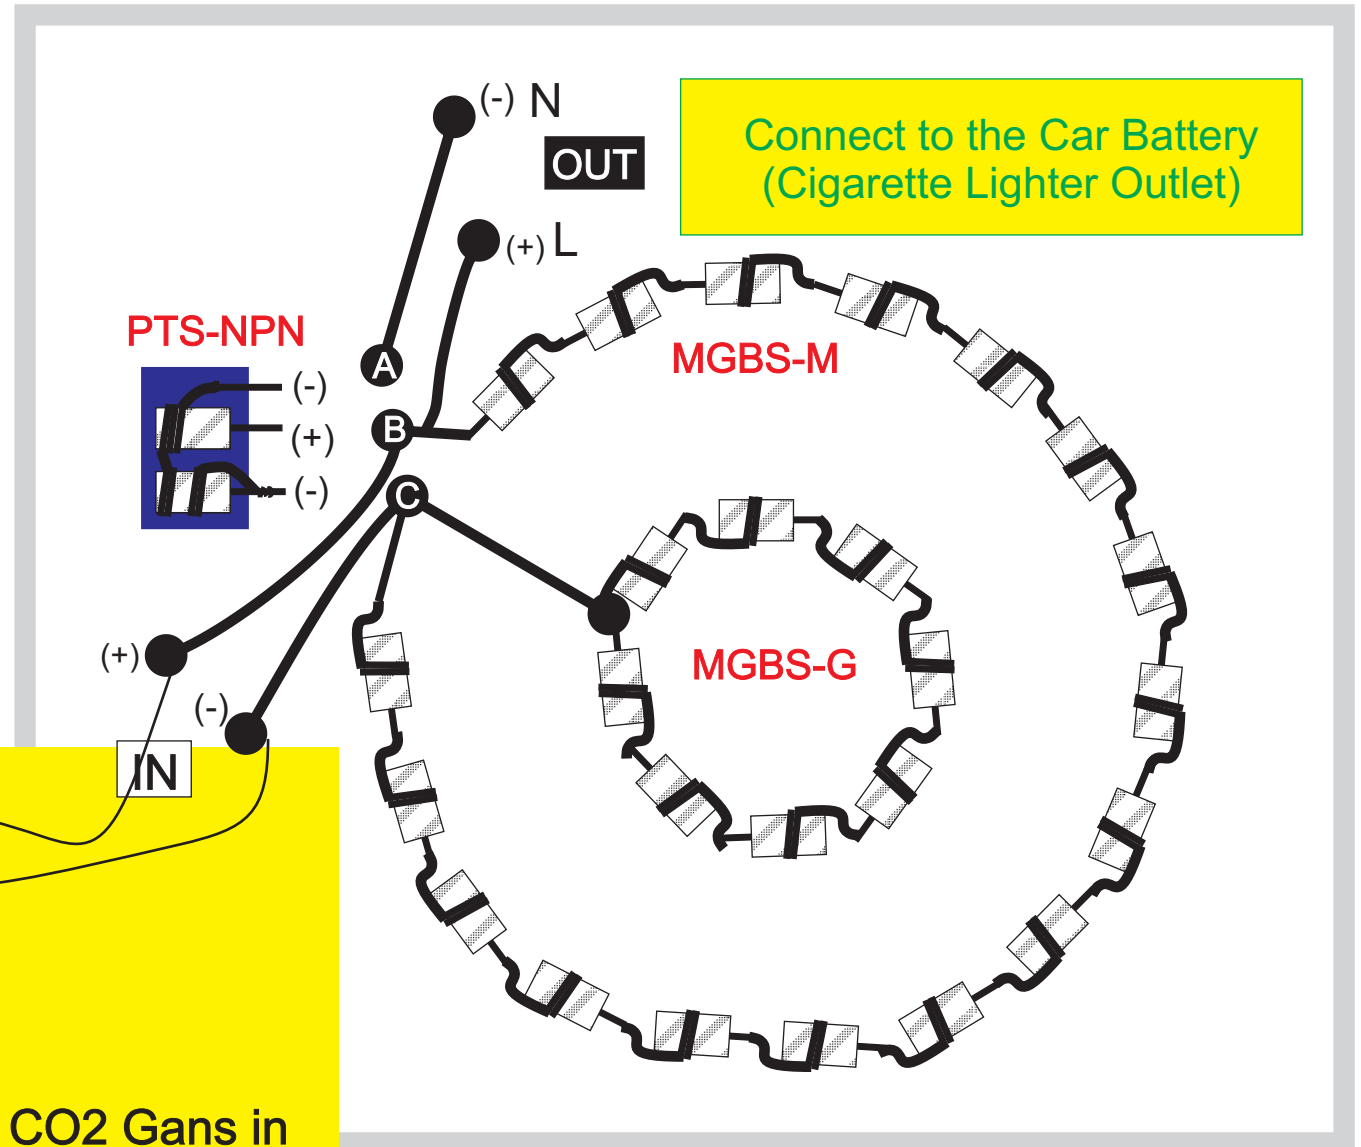 (-) N
OUT
Connect to the Car Battery
(Cigarette Lighter Outlet)
(+) L
PTS-NPN
MGBS-M
A
(-)
B
(+)
C
(-)
MGBS-G
(+)
(-)
IN
CO2 Gans in